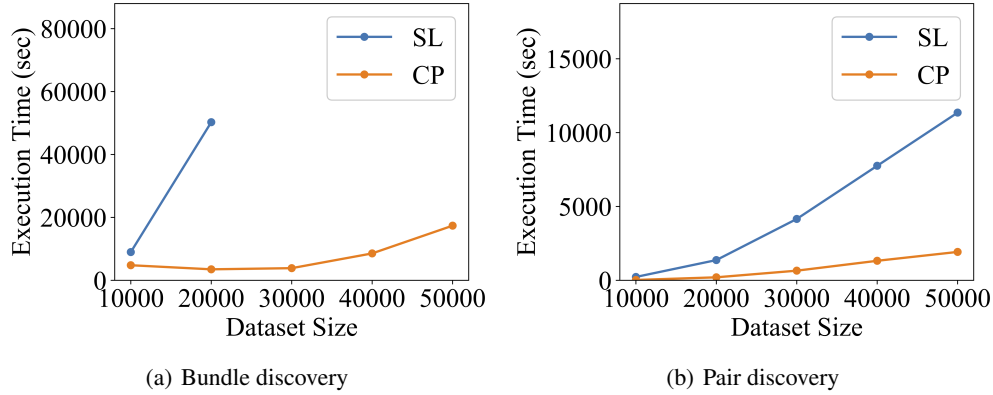 80000
60000
40000
20000
0
Execution Time (sec)
SL
CP
10000 20000 30000 40000 50000
Dataset Size
(a) Bundle discovery
15000
10000
5000
0
Execution Time (sec)
SL
CP
10000 20000 30000 40000 50000
Dataset Size
(b) Pair discovery